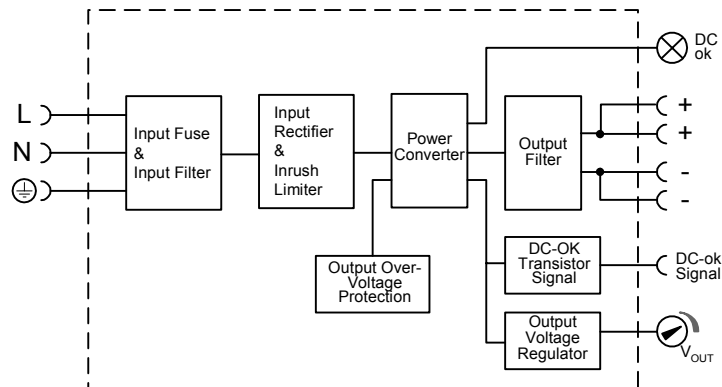 DC
ok
L
N
Input Fuse
&
Input Filter
Input
Rectifier
&
Inrush
Limiter
Power
Converter
Output
Filter
+
+
-
-
Output Over-
Voltage
Protection
DC-OK
Transistor
Signal
DC-ok
Signal
Output
Voltage
Regulator
VOUT